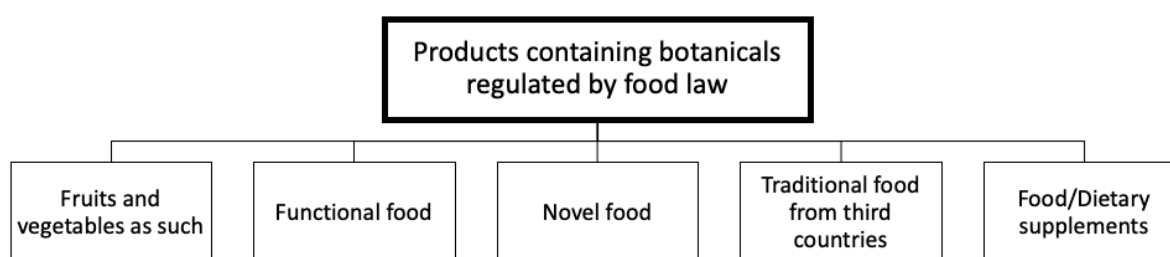 Products containing botanicals
regulated by food law
Fruits and
vegetables as such
Functional food
Novel food
Traditional food
from third
countries
Food/Dietary
supplements